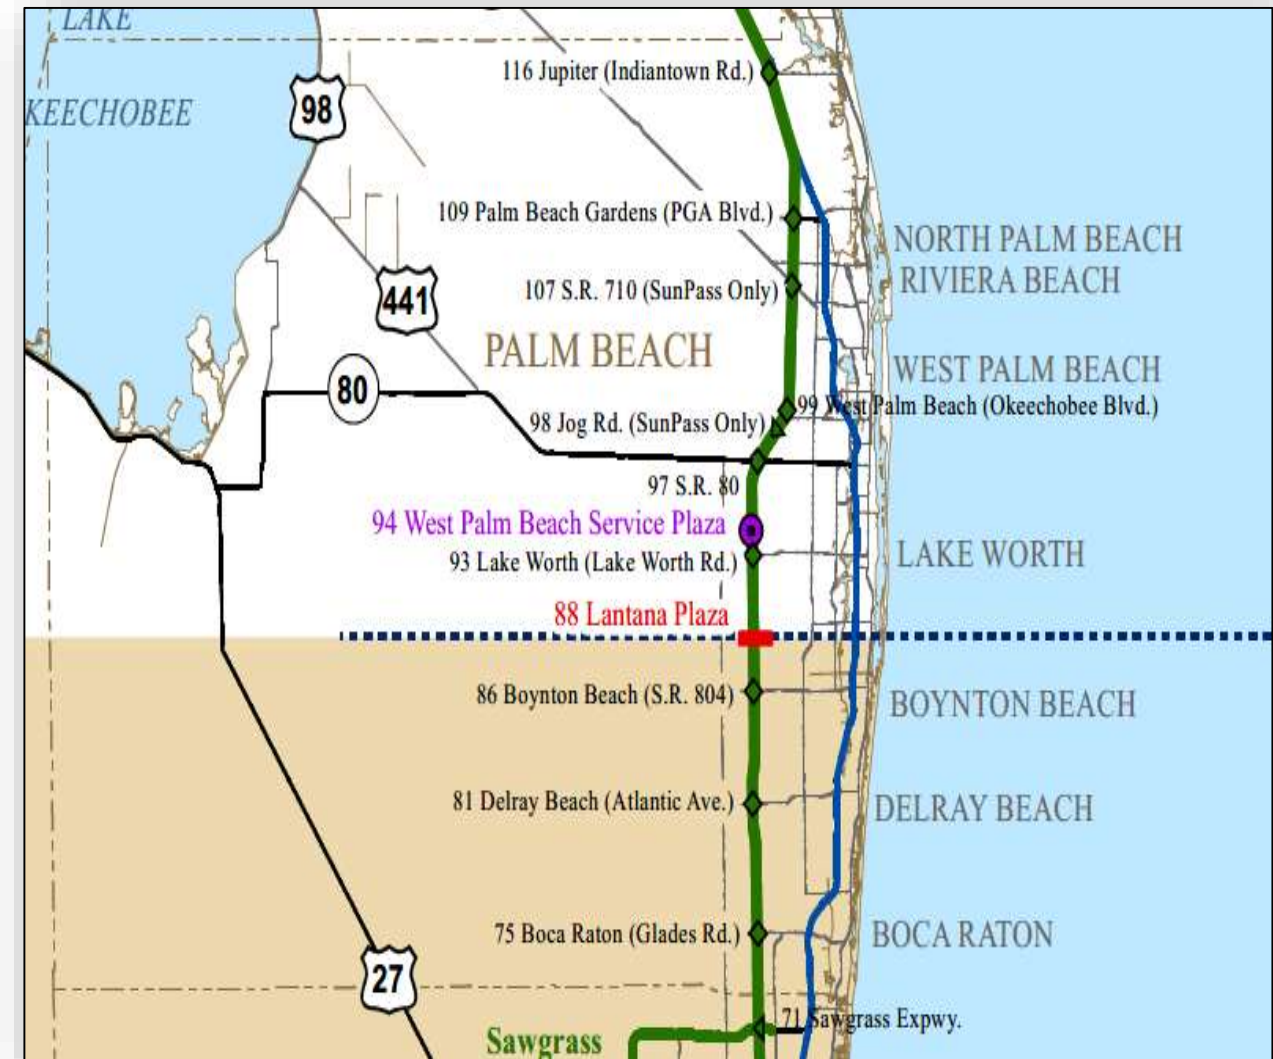 LAKE
KEECHOBEE
98
116 Jupiter (Indiantown Rd.)
109 Palm Beach Gardens (PGA Blvd.)
NORTH PALM BEACH
RIVIERA BEACH
441
107 S.R. 710 (SunPass Only)
PALM BEACH
WEST PALM BEACH
80
99 West Palm Beach (Okeechobee Blvd.)
98 Jog Rd. (SunPass Only)
97 S.R. 80
94 West Palm Beach Service Plaza
93 Lake Worth (Lake Worth Rd.)
LAKE WORTH
88 Lantana Plaza
86 Boynton Beach (S.R. 804)
BOYNTON BEACH
81 Delray Beach (Atlantic Ave.)
DELRAY BEACH
75 Boca Raton (Glades Rd.)
BOCA RATON
27
71 Sawgrass Expwy.
Sawgrass